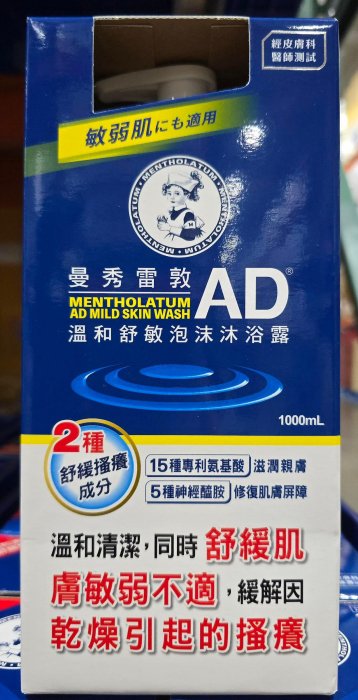 經皮膚科
醫師測試
敏弱肌にも適用
MENTHOLATUM · MENTHOLATUM · MENTHOLATUM
曼秀雷敦
MENTHOLATUM
AD MILD SKIN WASH
AD®
溫和舒敏泡沫沐浴露
1000mL
2種
舒緩搔癢
成分
15種專利氨基酸 滋潤親膚
5種神經醯胺 修復肌膚屏障
溫和清潔,同時 舒緩肌
膚敏弱不適,緩解因
乾燥引起的搔癢